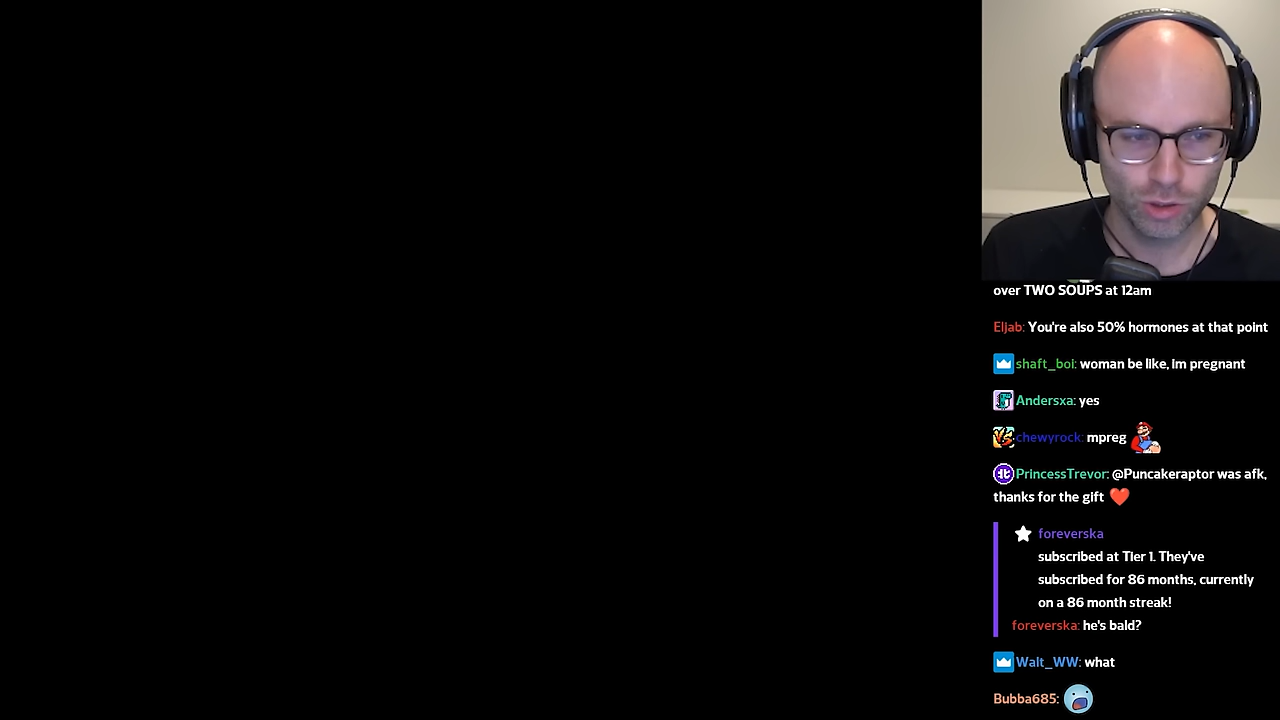 over TWO SOUPS at 12am
Eljab: You're also 50% hormones at that point
shaft_boi: woman be like, im pregnant
Andersxa: yes
chewyrock: mpreg
PrincessTrevor: @Puncakeraptor was afk,
thanks for the gift
foreverska
subscribed at Tier 1. They've
subscribed for 86 months, currently
on a 86 month streak!
foreverska: he's bald?
Walt_WW: what
Bubba685: